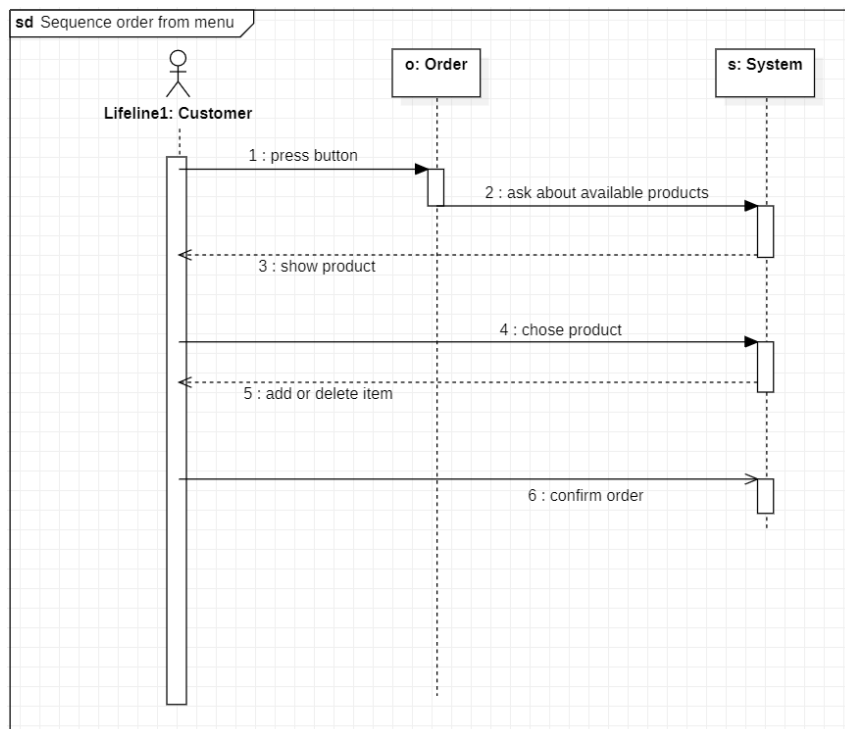 sd Sequence order from menu
Lifeline1: Customer
o: Order
s: System
1 : press button
2 : ask about available products
3 : show product
4 : chose product
5 : add or delete item
6 : confirm order